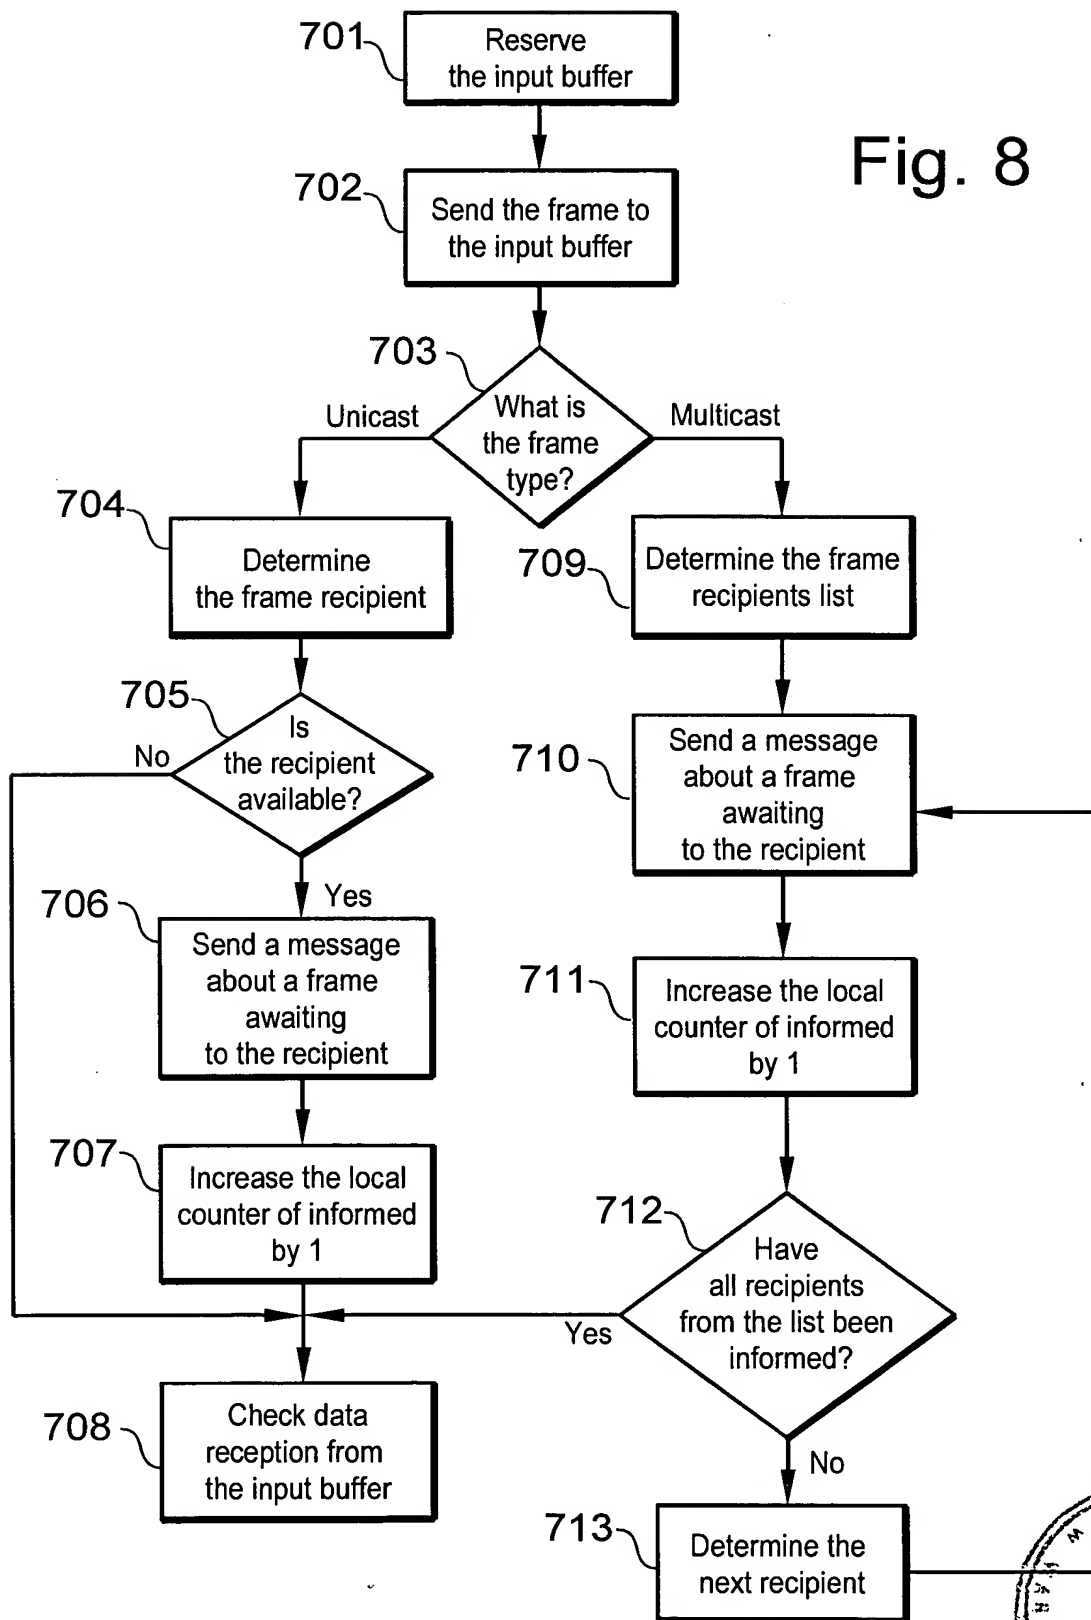 701
Reserve
the input buffer
Fig. 8
702
Send the frame to
the input buffer
703
What is
the frame
type?
Unicast
Multicast
704
Determine
the frame recipient
709
Determine the frame
recipients list
705
Is
the recipient
available?
No
Yes
710
Send a message
about a frame
awaiting
to the recipient
706
Send a message
about a frame
awaiting
to the recipient
711
Increase the local
counter of informed
by 1
707
Increase the local
counter of informed
by 1
712
Have
all recipients
from the list been
informed?
Yes
No
708
Check data
reception from
the input buffer
713
Determine the
next recipient